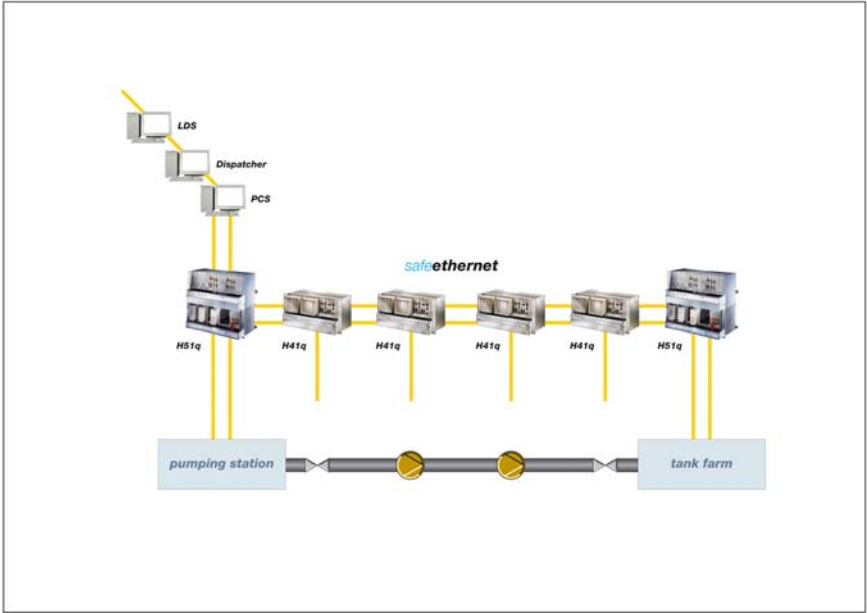 LDS
Dispatcher
PCS
safeethernet
H51q
H41q
H41q
H41q
H41q
H51q
pumping station
tank farm